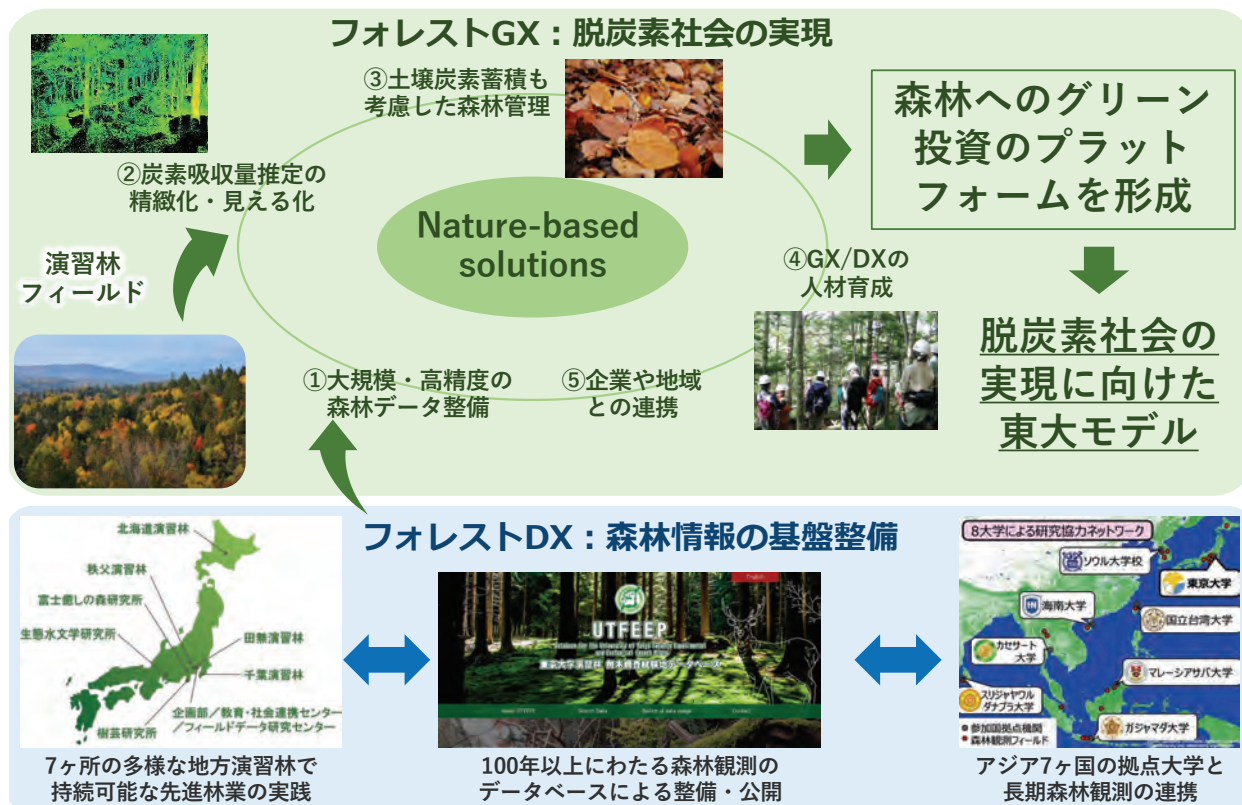 フォレストGX：脱炭素社会の実現
③土壌炭素蓄積も
考慮した森林管理
②炭素吸収量推定の
精緻化・見える化
Nature-based
solutions
演習林
フィールド
①大規模・高精度の
森林データ整備
⑤企業や地域
との連携
④GX/DXの
人材育成
森林へのグリーン
投資のプラット
フォームを形成
脱炭素社会の
実現に向けた
東大モデル
フォレストDX：森林情報の基盤整備
北海道演習林
秩父演習林
富士癒しの森研究所
生態水文学研究所
田無演習林
千葉演習林
企画部／教育・社会連携センター
／フィールドデータ研究センター
樹芸研究所
7ヶ所の多様な地方演習林で
持続可能な先進林業の実践
English
UTFEEP
About UTFEEP
Search Data
Contact
100年以上にわたる森林観測の
データベースによる整備・公開
8大学による研究協力ネットワーク
ソウル大学校
東京大学
海南大学
国立台湾大学
カセサート
大学
マレーシアサバ大学
スリジャヤワル
ダナプラ大学
ガジャマダ大学
参加国拠点機関
森林観測フィールド
アジア7ヶ国の拠点大学と
長期森林観測の連携